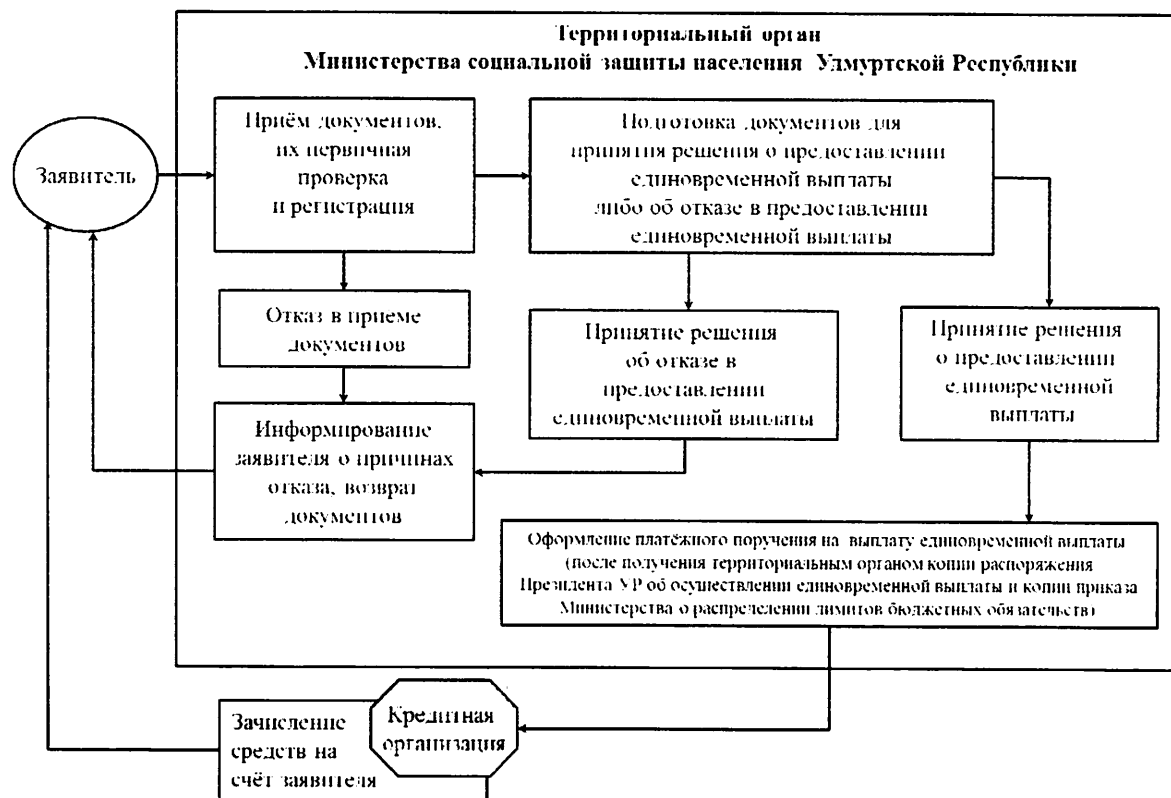 Территориальный орган
Министерства социальной защиты населения Удмуртской Республики
Заявитель
Приём документов,
их первичная
проверка
и регистрация
Подготовка документов для
принятия решения о предоставлении
единовременной выплаты
либо об отказе в предоставлении
единовременной выплаты
Отказ в приеме
документов
Принятие решения
об отказе в
предоставлении
единовременной выплаты
Принятие решения
о предоставлении
единовременной
выплаты
Информирование
заявителя о причинах
отказа, возврат
документов
Оформление платёжного поручения на выплату единовременной выплаты
(после получения территориальным органом копии распоряжения
Президента УР об осуществлении единовременной выплаты и копии приказа
Министерства о распределении лимитов бюджетных обязательств)
Кредитная
организация
Зачисление
средств на
счёт заявителя